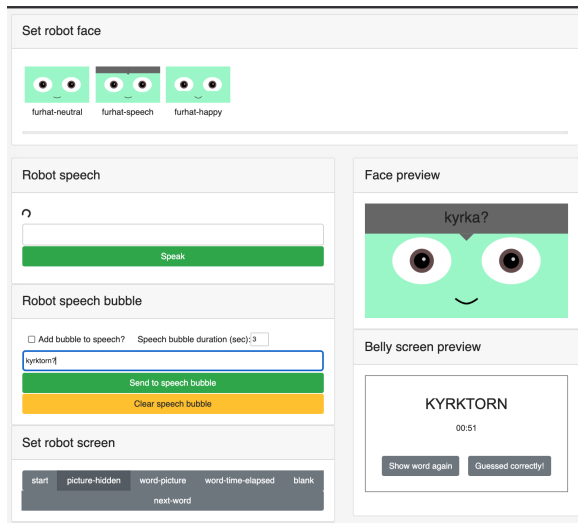 Set robot face
furhat-neutral furhat-speech furhat-happy
Robot speech
Speak
Robot speech bubble
Add bubble to speech? Speech bubble duration (sec): 3
kyrktorn?
Send to speech bubble
Clear speech bubble
Set robot screen
start picture-hidden word-picture word-time-elapsed blank
next-word
Face preview
kyrka?
Belly screen preview
KYRKTORN
00:51
Show word again Guessed correctly!